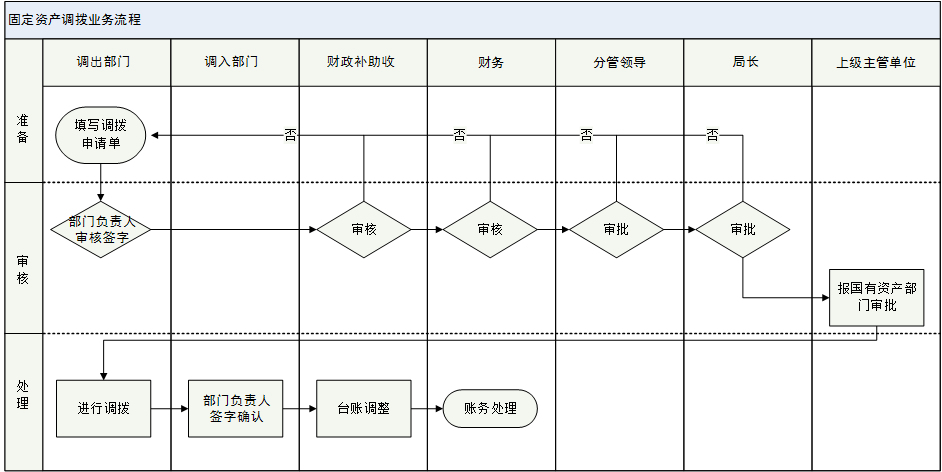 固定资产调拨业务流程
调出部门
调入部门
财政补助收
财务
分管领导
局长
上级主管单位
准
备
填写调拨
申请单
否
否
否
否
审
核
部门负责人
审核签字
审核
审核
审批
审批
报国有资产部
门审批
处
理
进行调拨
部门负责人
签字确认
台账调整
账务处理